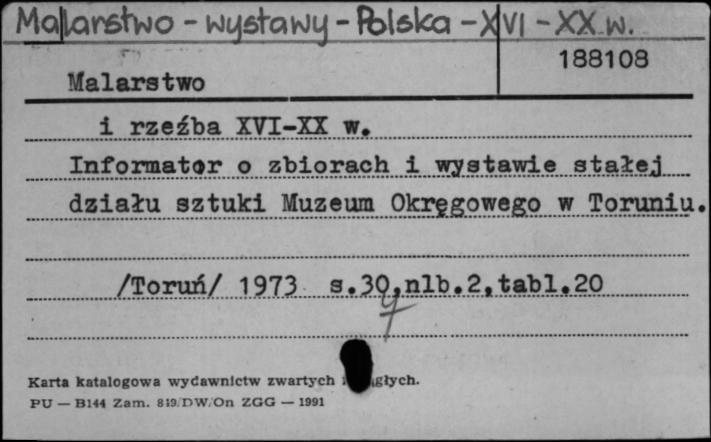 Malarstwo - wystawy - Polska - XVI - XX w.
188108
Malarstwo
i rzeźba XVI-XX w.
Informator o zbiorach i wystawie stałej
działu sztuki Muzeum Okręgowego w Toruniu.
/Toruń/ 1973 s.30,nlb.2,tabl.20
Karta katalogowa wydawnictw zwartych
PU — B144 Zam. 819/DW/On ZGG — 1991